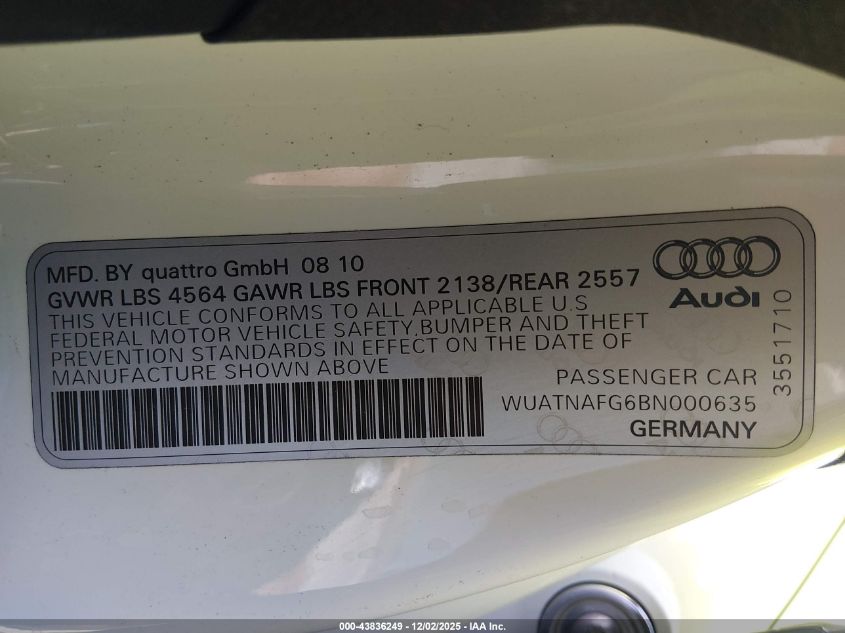 MFD. BY quattro GmbH 08 10
GVWR LBS 4564 GAWR LBS FRONT 2138/REAR 2557
THIS VEHICLE CONFORMS TO ALL APPLICABLE U.S
FEDERAL MOTOR VEHICLE SAFETY,BUMPER AND THEFT
PREVENTION STANDARDS IN EFFECT ON THE DATE OF
MANUFACTURE SHOWN ABOVE
Audi
3551710
PASSENGER CAR
WUATNAFG6BN000635
GERMANY
000-43836249 - 12/02/2025 - IAA Inc.